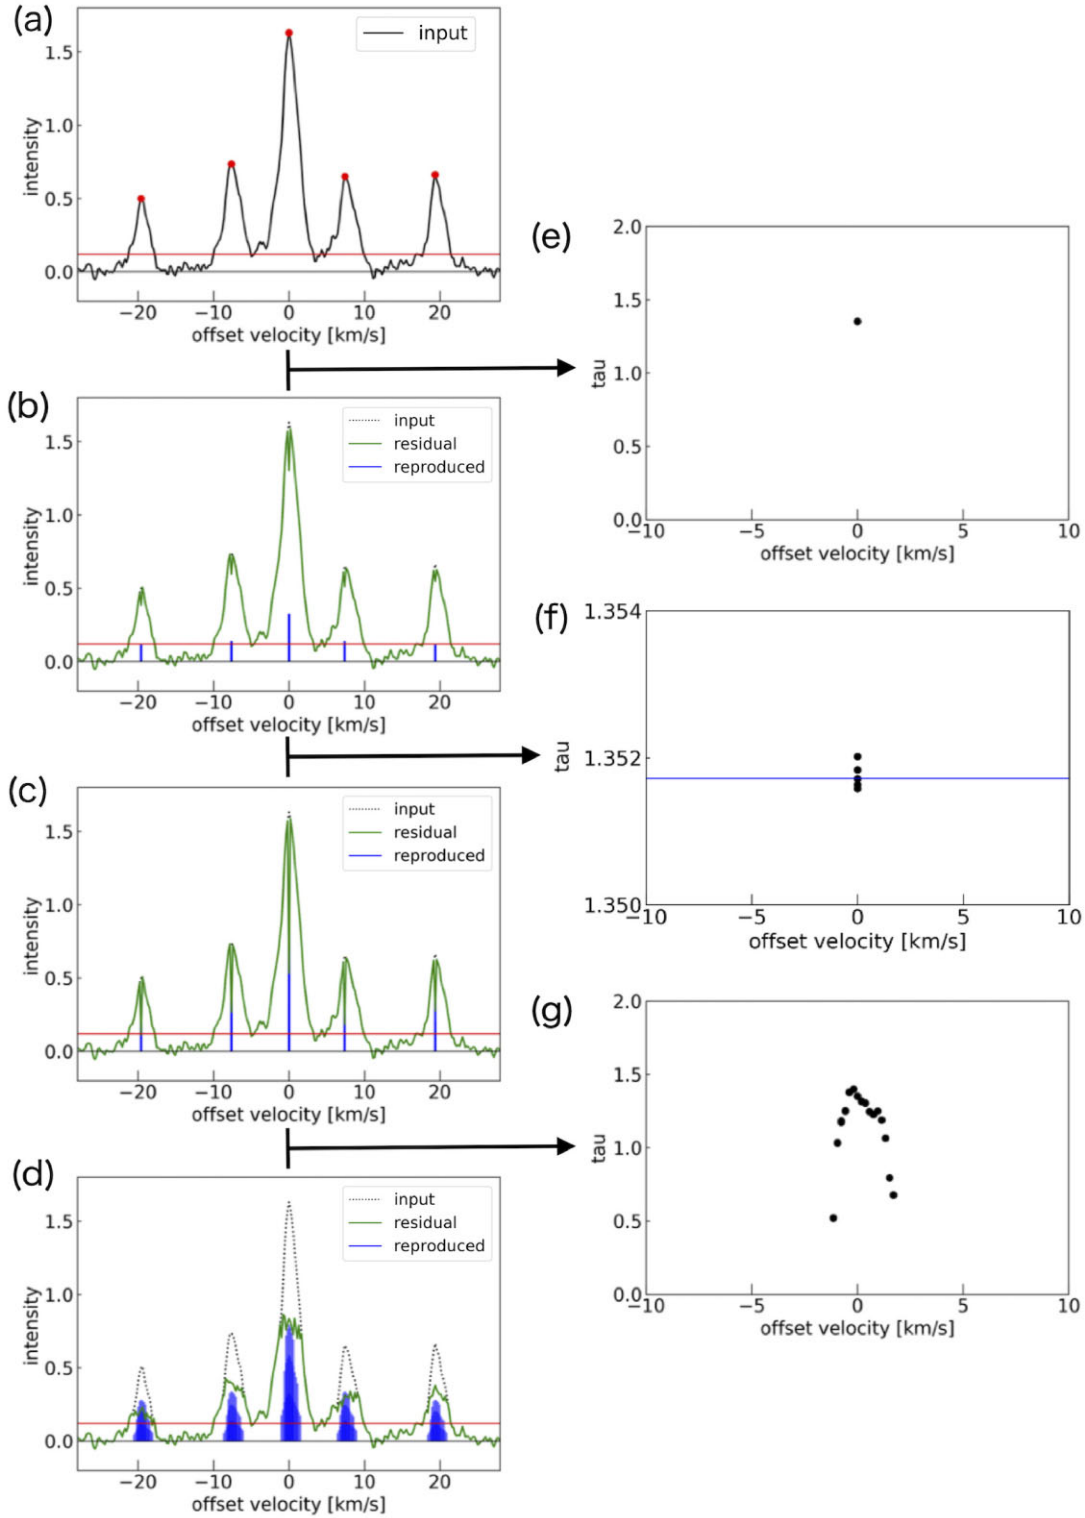 (a)
input
1.5
1.0
0.5
0.0
intensity
−20 −10 0 10 20
offset velocity [km/s]
(b)
input
residual
reproduced
1.5
1.0
0.5
0.0
intensity
−20 −10 0 10 20
offset velocity [km/s]
(c)
input
residual
reproduced
1.5
1.0
0.5
0.0
intensity
−20 −10 0 10 20
offset velocity [km/s]
(d)
input
residual
reproduced
1.5
1.0
0.5
0.0
intensity
−20 −10 0 10 20
offset velocity [km/s]
(e)
2.0
1.5
1.0
0.5
0.0
tau
−10 −5 0 5 10
offset velocity [km/s]
(f)
1.354
1.352
1.350
tau
−10 −5 0 5 10
offset velocity [km/s]
(g)
2.0
1.5
1.0
0.5
0.0
tau
−10 −5 0 5 10
offset velocity [km/s]